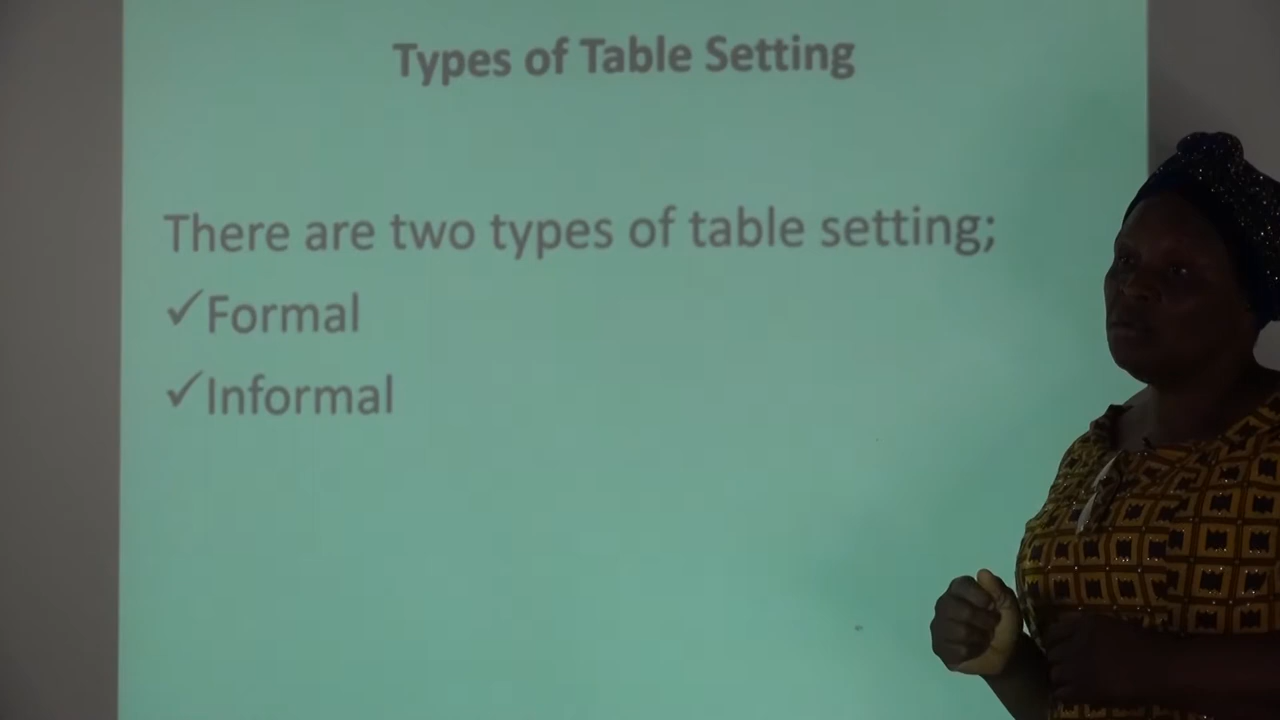 Types of Table Setting
There are two types of table setting;
✓Formal
✓Informal